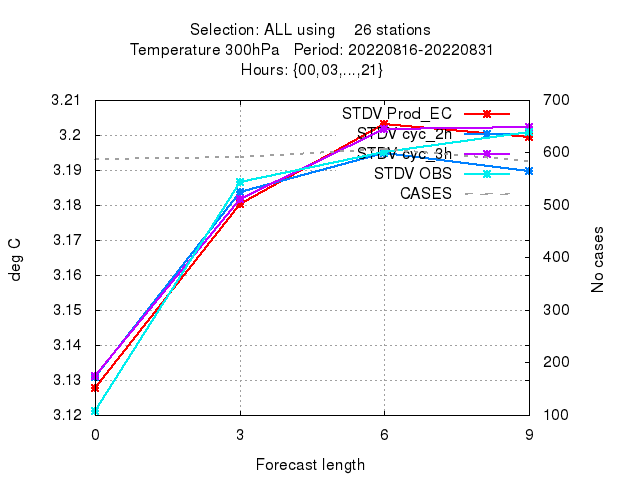 Selection: ALL using    26 stations
Temperature 300hPa   Period: 20220816-20220831
Hours: {00,03,...,21}
3.21
3.2
3.19
3.18
3.17
3.16
3.15
3.14
3.13
3.12
deg C
STDV Prod_EC
STDV cyc_2h
STDV cyc_3h
STDV OBS
CASES
700
600
500
400
300
200
100
No cases
0 3 6 9
Forecast length